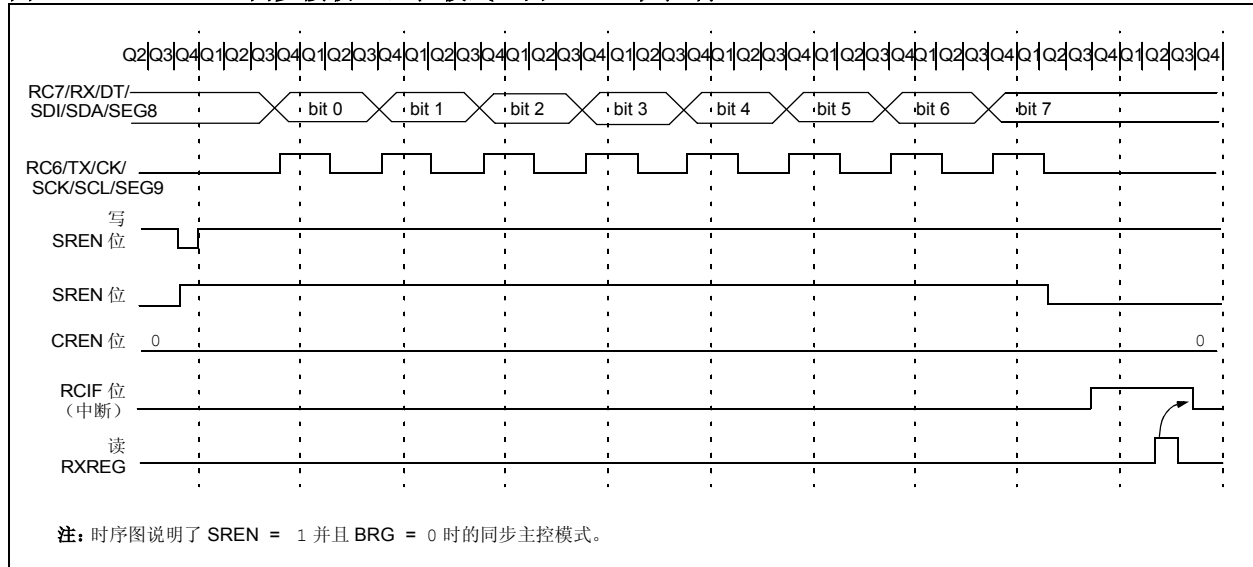 Q2|Q3|Q4|Q1|Q2|Q3|Q4|Q1|Q2|Q3|Q4|Q1|Q2|Q3|Q4|Q1|Q2|Q3|Q4|Q1|Q2|Q3|Q4|Q1|Q2|Q3|Q4|Q1|Q2|Q3|Q4|Q1|Q2|Q3|Q4|Q1|Q2|Q3|Q4|Q1|Q2|Q3|Q4|
RC7/RX/DT/
SDI/SDA/SEG8
bit 0 bit 1 bit 2 bit 3 bit 4 bit 5 bit 6 bit 7
RC6/TX/CK/
SCK/SCL/SEG9
写
SREN 位
SREN 位
CREN 位 0 0
RCIF 位
（中断）
读
RXREG
注: 时序图说明了 SREN = 1 并且 BRG = 0 时的同步主控模式。